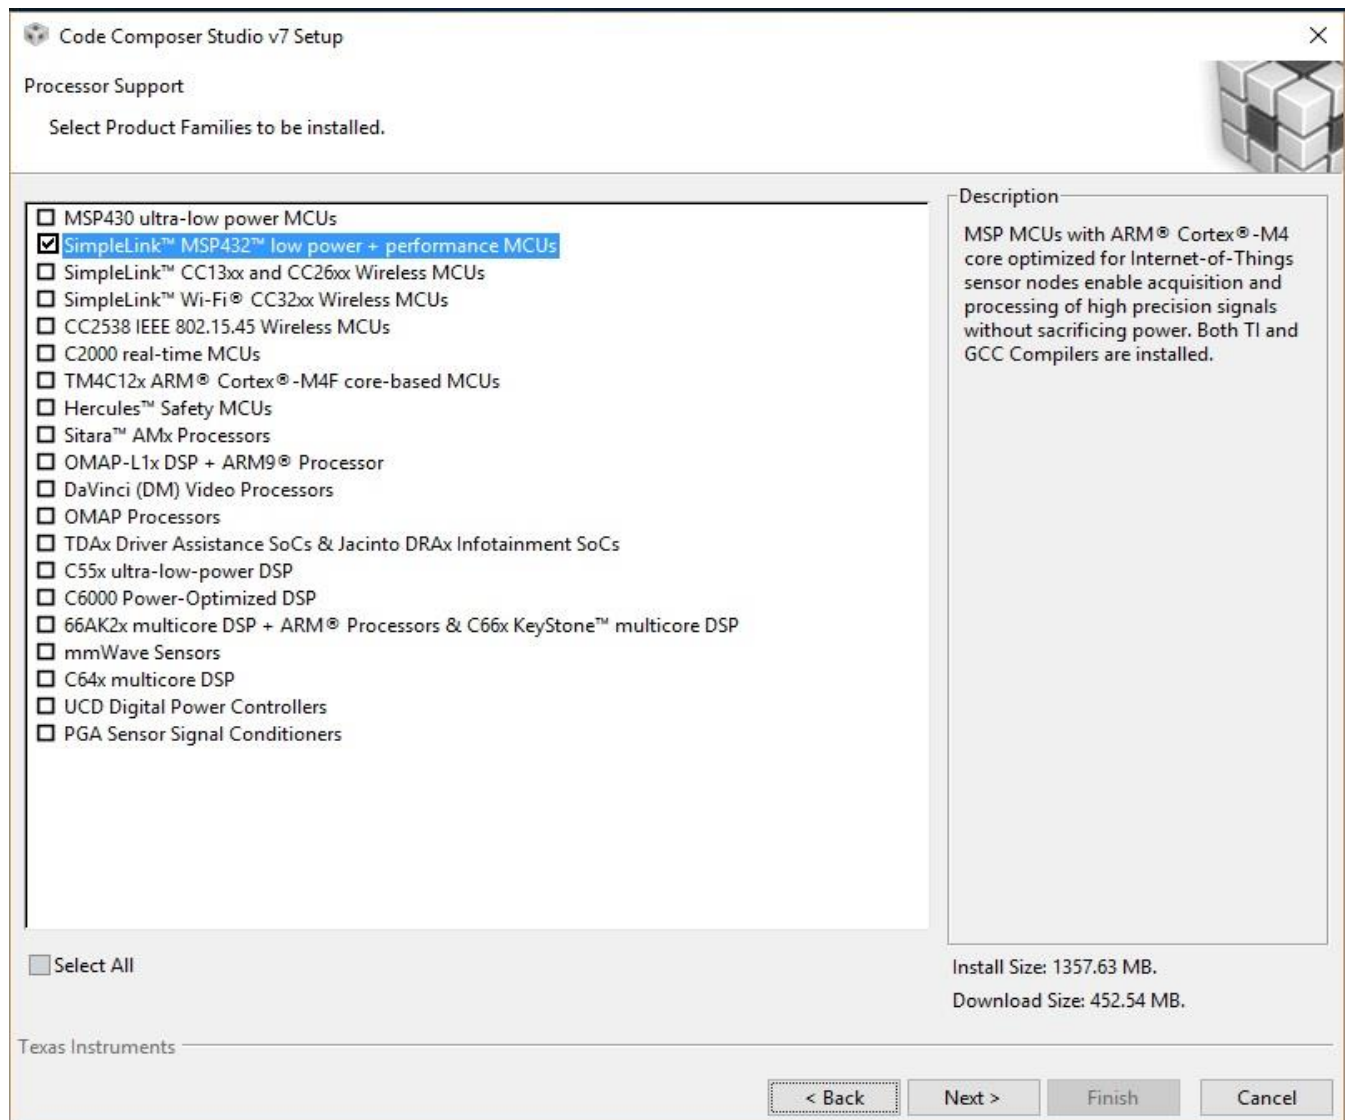 Code Composer Studio v7 Setup
Processor Support
Select Product Families to be installed.
MSP430 ultra-low power MCUs
SimpleLink™ MSP432™ low power + performance MCUs
SimpleLink™ CC13xx and CC26xx Wireless MCUs
SimpleLink™ Wi-Fi® CC32xx Wireless MCUs
CC2538 IEEE 802.15.45 Wireless MCUs
C2000 real-time MCUs
TM4C12x ARM® Cortex®-M4F core-based MCUs
Hercules™ Safety MCUs
Sitara™ AMx Processors
OMAP-L1x DSP + ARM9® Processor
DaVinci (DM) Video Processors
OMAP Processors
TDAx Driver Assistance SoCs & Jacinto DRAx Infotainment SoCs
C55x ultra-low-power DSP
C6000 Power-Optimized DSP
66AK2x multicore DSP + ARM® Processors & C66x KeyStone™ multicore DSP
mmWave Sensors
C64x multicore DSP
UCD Digital Power Controllers
PGA Sensor Signal Conditioners
Select All
Description
MSP MCUs with ARM® Cortex®-M4
core optimized for Internet-of-Things
sensor nodes enable acquisition and
processing of high precision signals
without sacrificing power. Both TI and
GCC Compilers are installed.
Install Size: 1357.63 MB.
Download Size: 452.54 MB.
Texas Instruments
< Back
Next >
Finish
Cancel